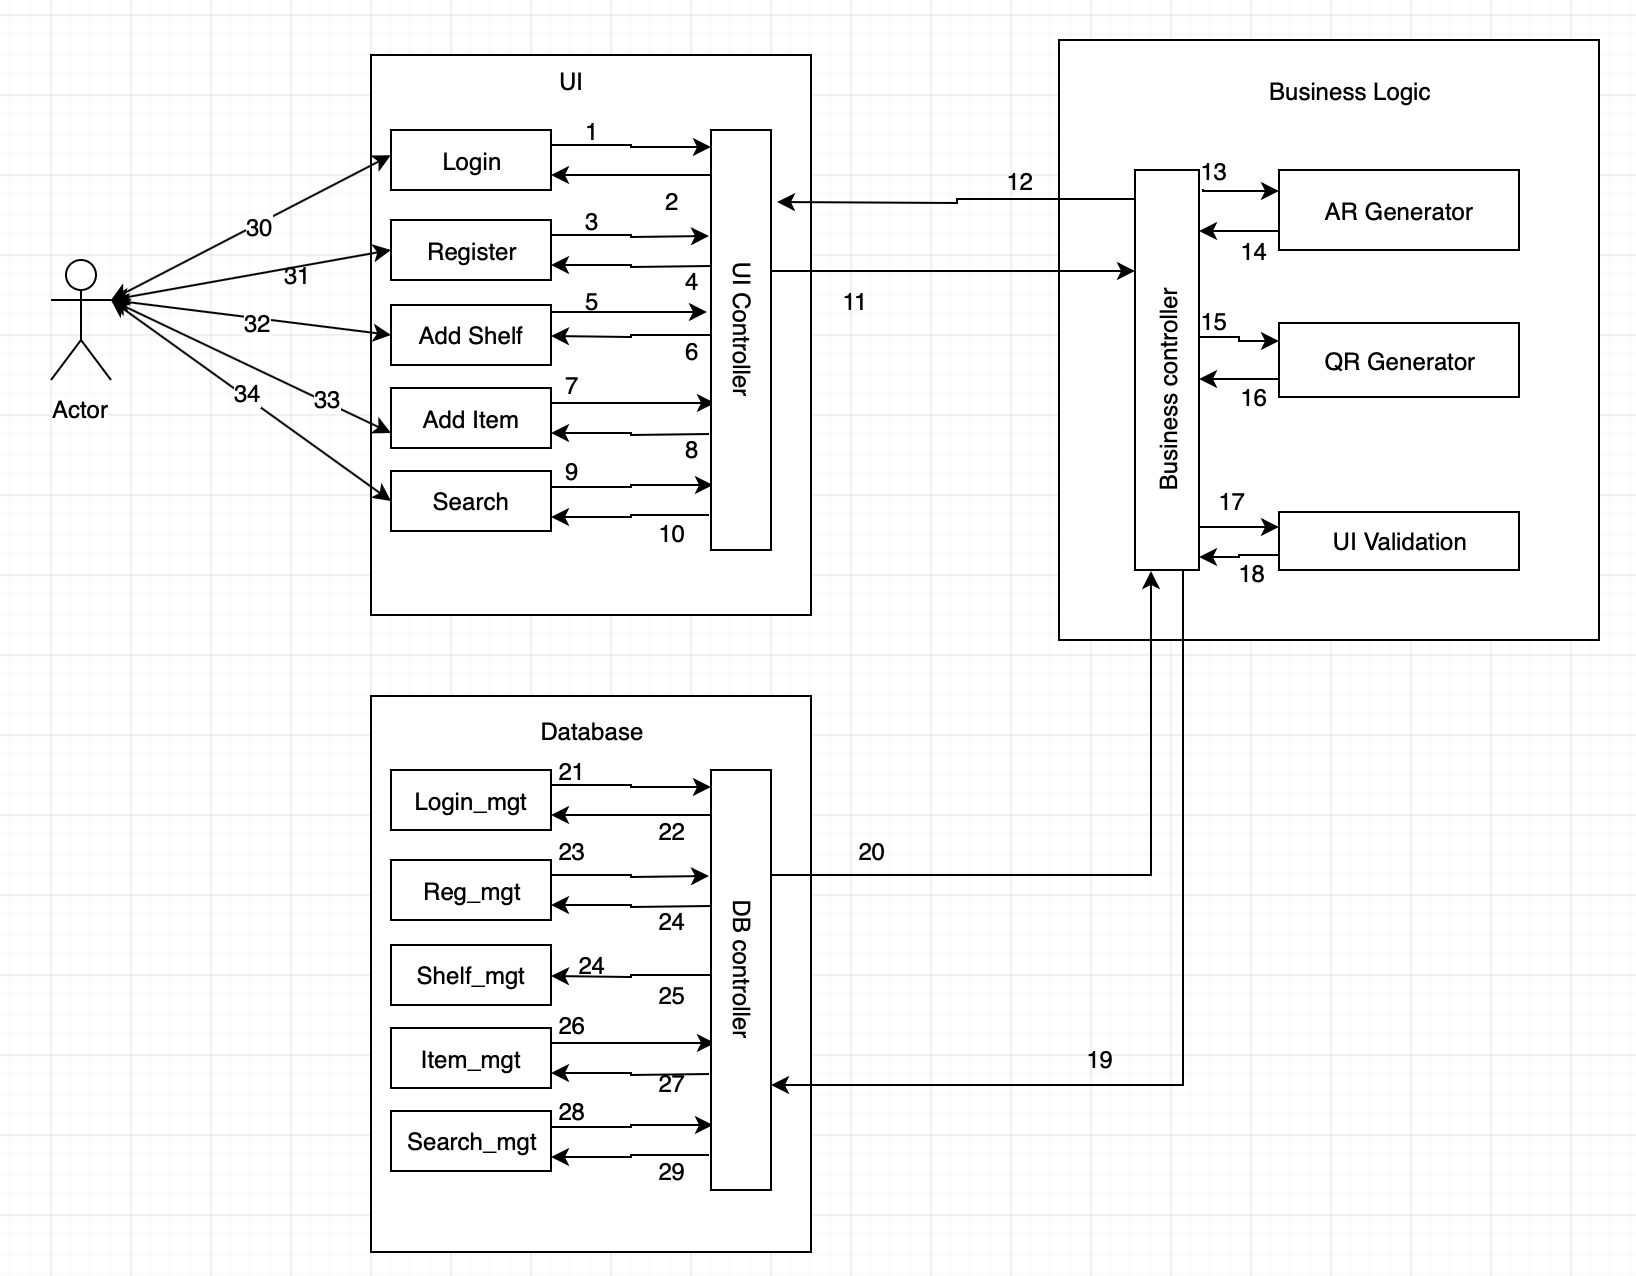 UI
Login
1
2
Register
3
4
Add Shelf
5
6
Add Item
7
8
Search
9
10
UI Controller
30
31
32
33
34
Actor
12
11
Business Logic
Business controller
13
AR Generator
14
15
QR Generator
16
17
UI Validation
18
Database
Login_mgt
21
22
Reg_mgt
23
24
Shelf_mgt
24
25
Item_mgt
26
27
Search_mgt
28
29
DB controller
20
19